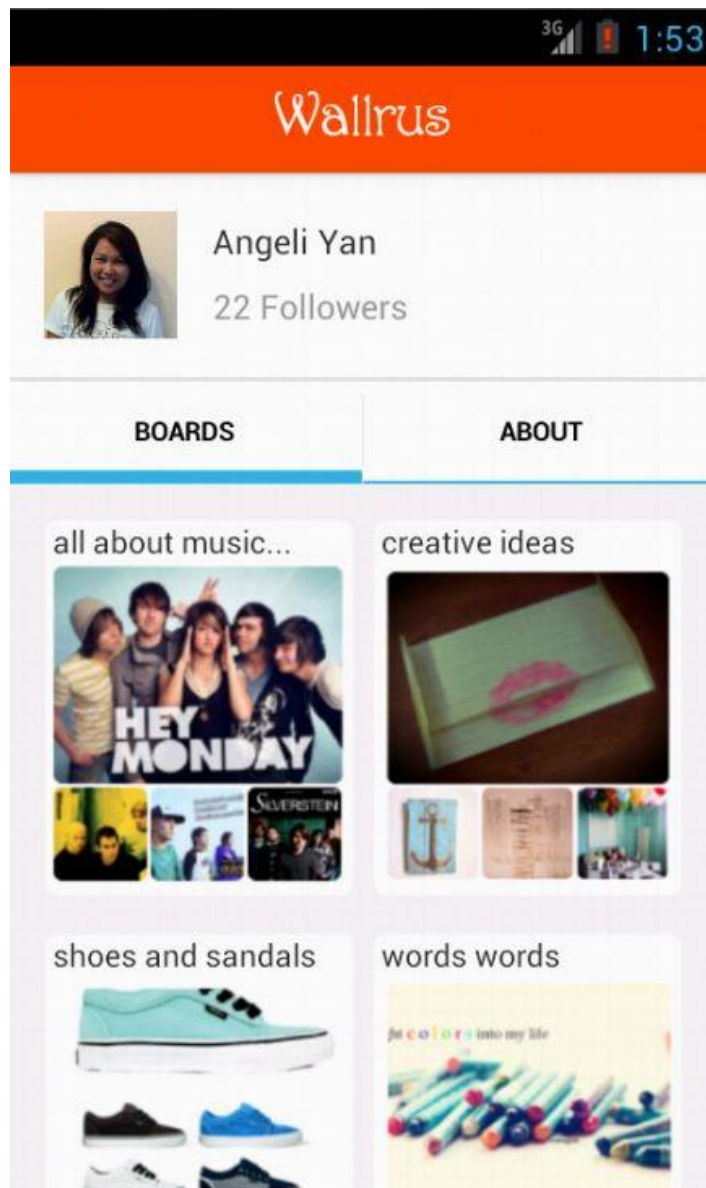 3G 1:53
Wallrus
Angeli Yan
22 Followers
BOARDS ABOUT
all about music... creative ideas
HEY
MONDAY
SILVERSTEIN
shoes and sandals words words
colors into my life